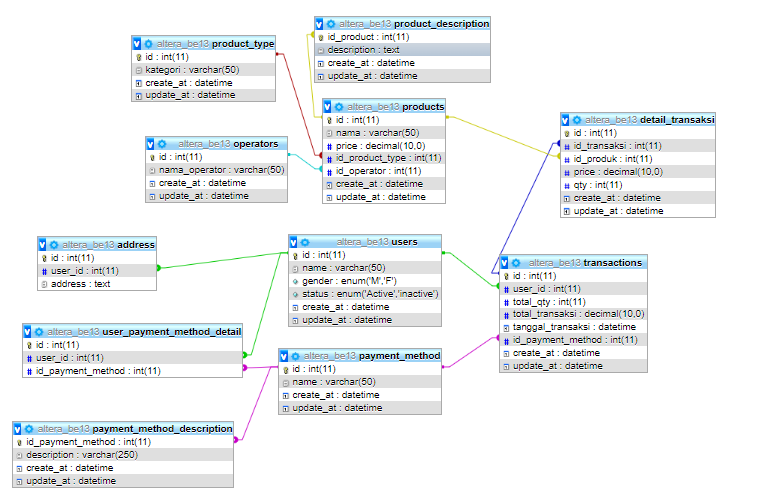 altera_be13 product_description
id_product : int(11)
description : text
create_at : datetime
update_at : datetime
altera_be13 product_type
id : int(11)
kategori : varchar(50)
create_at : datetime
update_at : datetime
altera_be13 products
id : int(11)
nama : varchar(50)
price : decimal(10,0)
id_product_type : int(11)
id_operator : int(11)
create_at : datetime
update_at : datetime
altera_be13 detail_transaksi
id : int(11)
id_transaksi : int(11)
id_produk : int(11)
price : decimal(10,0)
qty : int(11)
create_at : datetime
update_at : datetime
altera_be13 operators
id : int(11)
nama_operator : varchar(50)
create_at : datetime
update_at : datetime
altera_be13 address
id : int(11)
user_id : int(11)
address : text
altera_be13 users
id : int(11)
name : varchar(50)
gender : enum('M','F')
status : enum('Active','inactive')
create_at : datetime
update_at : datetime
altera_be13 transactions
id : int(11)
user_id : int(11)
total_qty : int(11)
total_transaksi : decimal(10,0)
tanggal_transaksi : datetime
id_payment_method : int(11)
create_at : datetime
update_at : datetime
altera_be13 user_payment_method_detail
id : int(11)
user_id : int(11)
id_payment_method : int(11)
altera_be13 payment_method
id : int(11)
name : varchar(50)
create_at : datetime
update_at : datetime
altera_be13 payment_method_description
id_payment_method : int(11)
description : varchar(250)
create_at : datetime
update_at : datetime